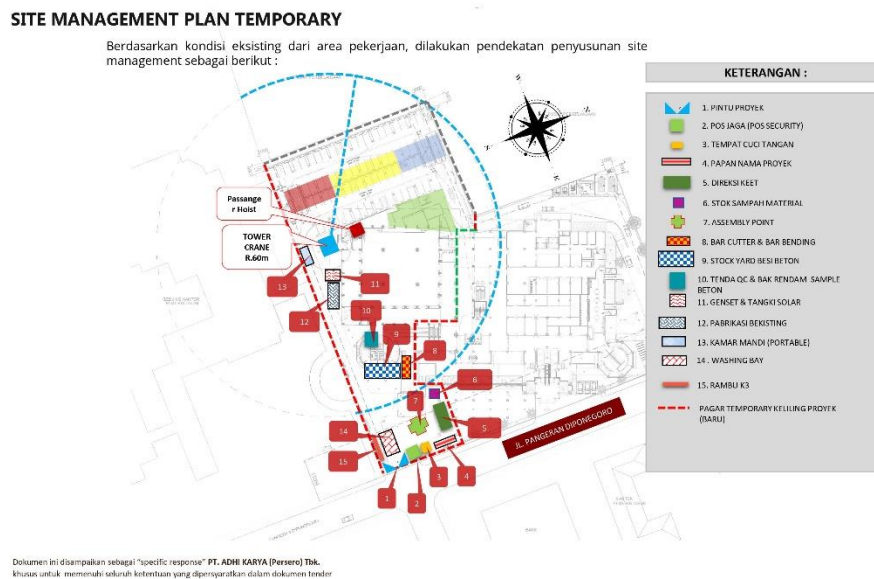 SITE MANAGEMENT PLAN TEMPORARY
Berdasarkan kondisi eksisting dari area pekerjaan, dilakukan pendekatan penyusunan site
management sebagai berikut :
KETERANGAN :
1. PINTU PROYEK
2. POS JAGA (POS SECURITY)
3. TEMPAT CUCI TANGAN
4. PAPAN NAMA PROYEK
5. DIREKSI KEET
6. STOK SAMPAH MATERIAL
7. ASSEMBLY POINT
8. BAR CUTTER & BAR BENDING
9. STOCK YARD BESI BETON
10. TENDA QC & BAK RENDAM SAMPLE
BETON
11. GENSET & TANGKI SOLAR
12. PABRIKASI BEKISTING
13. KAMAR MANDI (PORTABLE)
14 . WASHING BAY
15. RAMBU K3
PAGAR TEMPORARY KELILING PROYEK
(BARU)
Passange
r Hoist
TOWER
CRANE
R.60m
13
11
12
10
9
8
6
7
5
14
15
JL. PANGERAN DIPONEGORO
3
4
1
2
Dokumen ini disampaikan sebagai "specific response" PT. ADHI KARYA (Persero) Tbk.
khusus untuk memenuhi seluruh ketentuan yang dipersyaratkan dalam dokumen tender